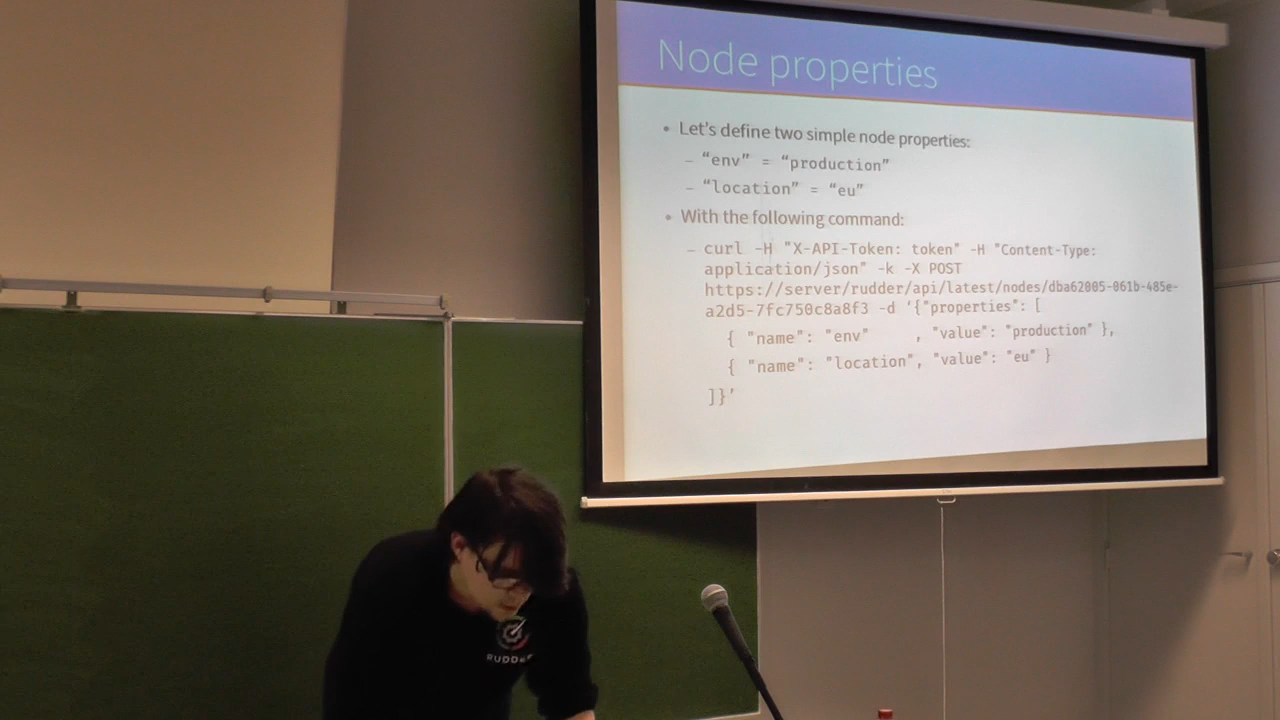 Node properties
• Let's define two simple node properties:
– “env” = “production”
– “location” = “eu”
• With the following command:
– curl -H "X-API-Token: token" -H "Content-Type:
application/json" -k -X POST
https://server/rudder/api/latest/nodes/dba62005-061b-485e-
a2d5-7fc750c8a8f3 -d ‘{"properties": [
{ "name": "env" , "value": "production" },
{ "name": "location", "value": "eu" }
]}’
RUDDER